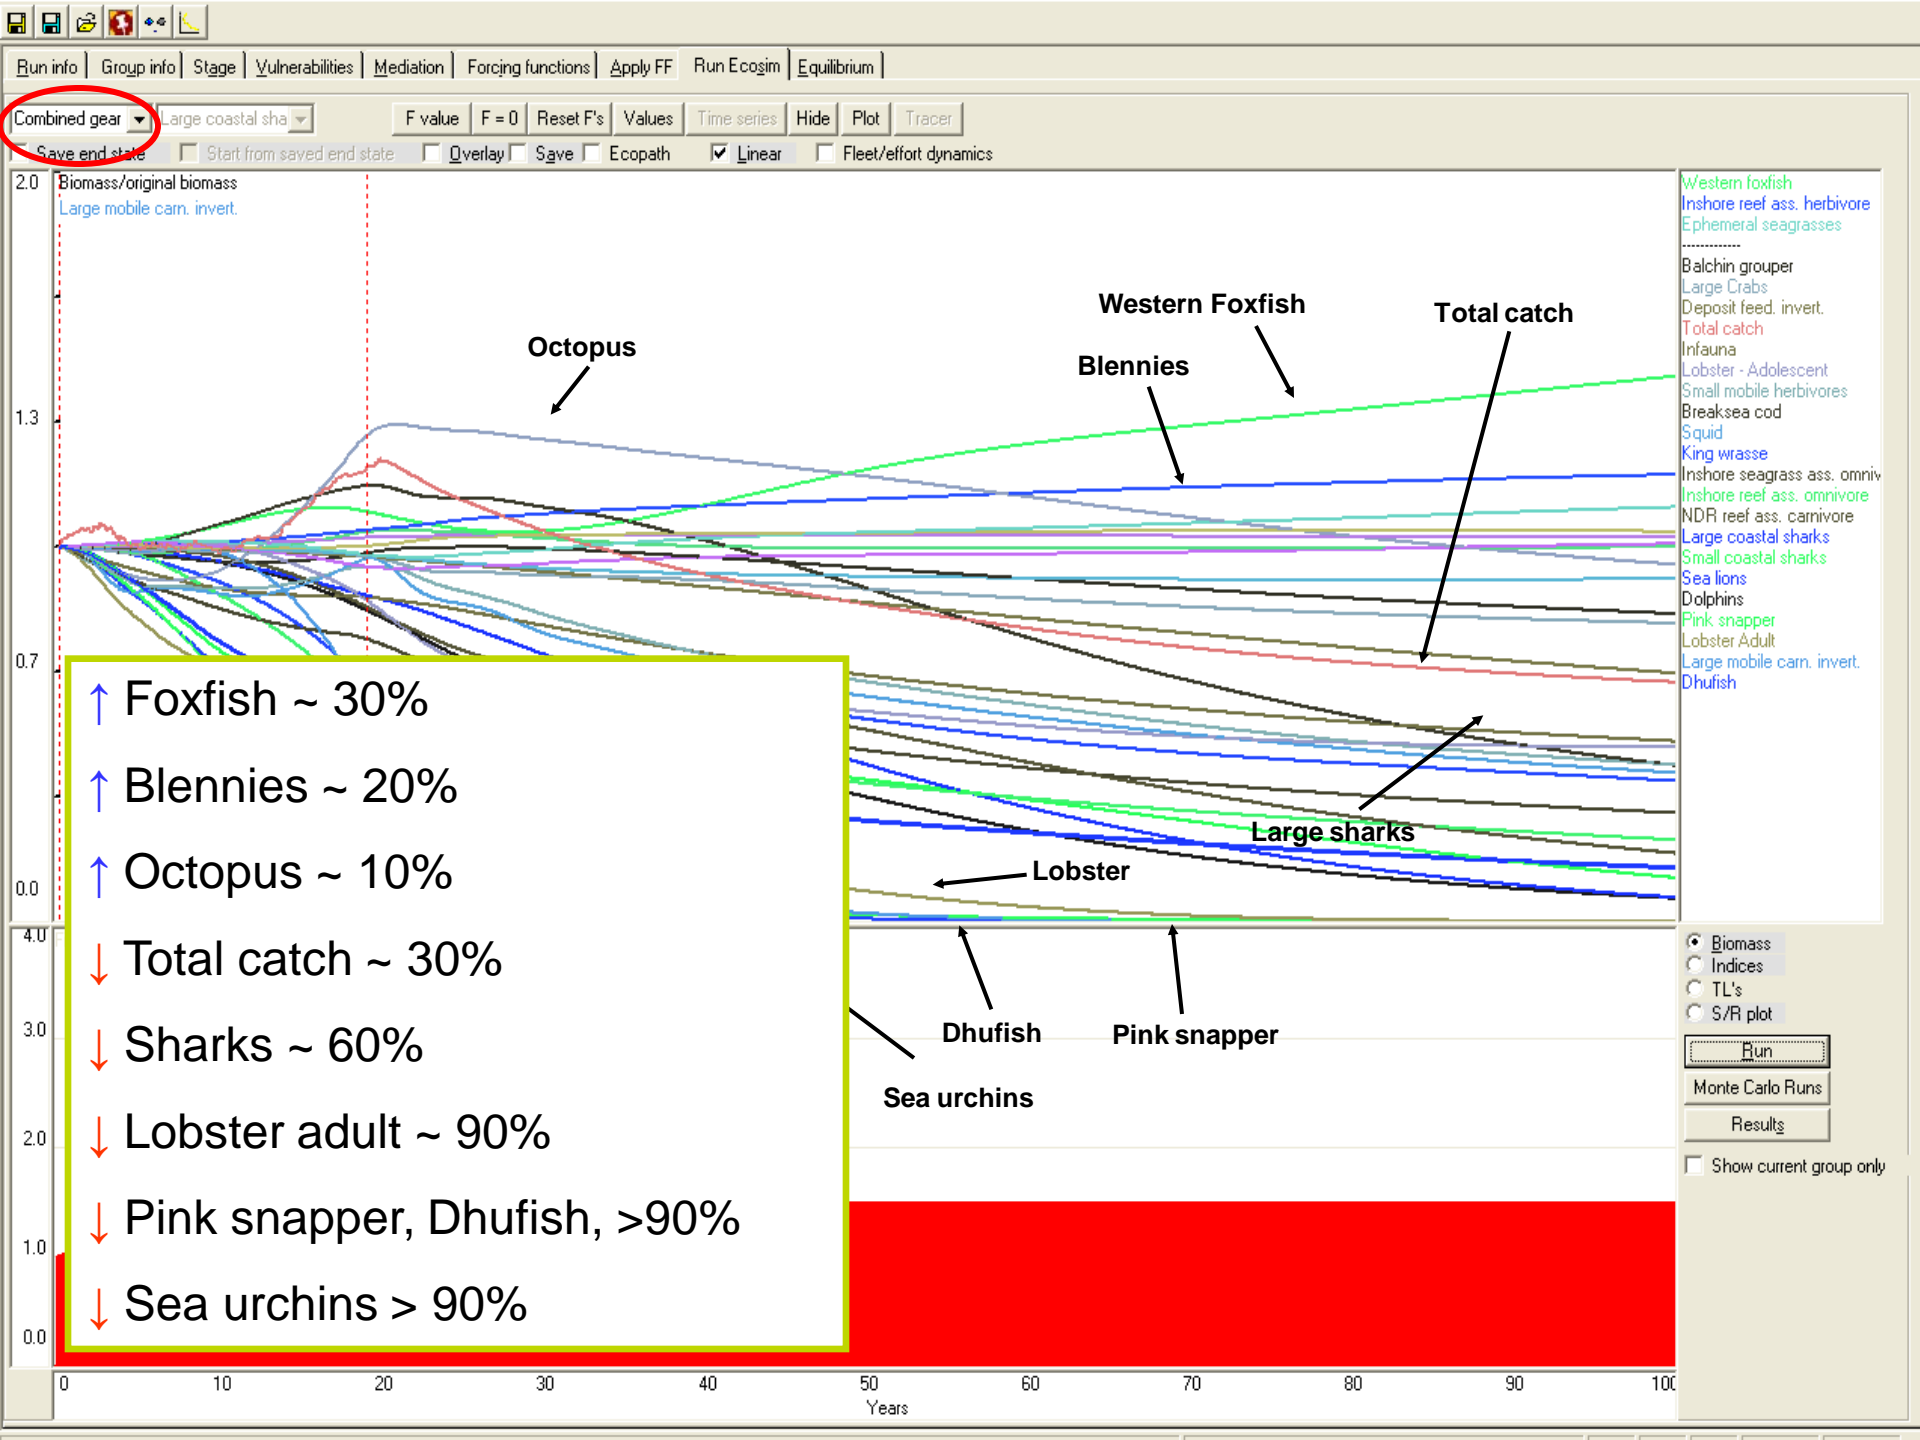 Run info Group info Stage Vulnerabilities Mediation Forcing functions Apply FF Run Ecosim Equilibrium
Combined gear Large coastal sha F value F = 0 Reset F's Values Time series Hide Plot Tracer
Save end state Start from saved end state Overlay Save Ecopath Linear Fleet/effort dynamics
2.0 Biomass/original biomass
Large mobile carn. invert.
1.3
0.7
0.0
Octopus
Western Foxfish
Total catch
Blennies
Large sharks
Lobster
Dhufish
Pink snapper
Sea urchins
Western foxfish
Inshore reef ass. herbivore
Ephemeral seagrasses
-------------
Balchin grouper
Large Crabs
Deposit feed. invert.
Total catch
Infauna
Lobster - Adolescent
Small mobile herbivores
Breaksea cod
Squid
King wrasse
Inshore seagrass ass. omniv
Inshore reef ass. omnivore
NDR reef ass. carnivore
Large coastal sharks
Small coastal sharks
Sea lions
Dolphins
Pink snapper
Lobster Adult
Large mobile carn. invert.
Dhufish
↑ Foxfish ~ 30%
↑ Blennies ~ 20%
↑ Octopus ~ 10%
↓ Total catch ~ 30%
↓ Sharks ~ 60%
↓ Lobster adult ~ 90%
↓ Pink snapper, Dhufish, >90%
↓ Sea urchins > 90%
4.0
3.0
2.0
1.0
0.0
Biomass
Indices
TL's
S/R plot
Run
Monte Carlo Runs
Results
Show current group only
0 10 20 30 40 50 60 70 80 90 100
Years